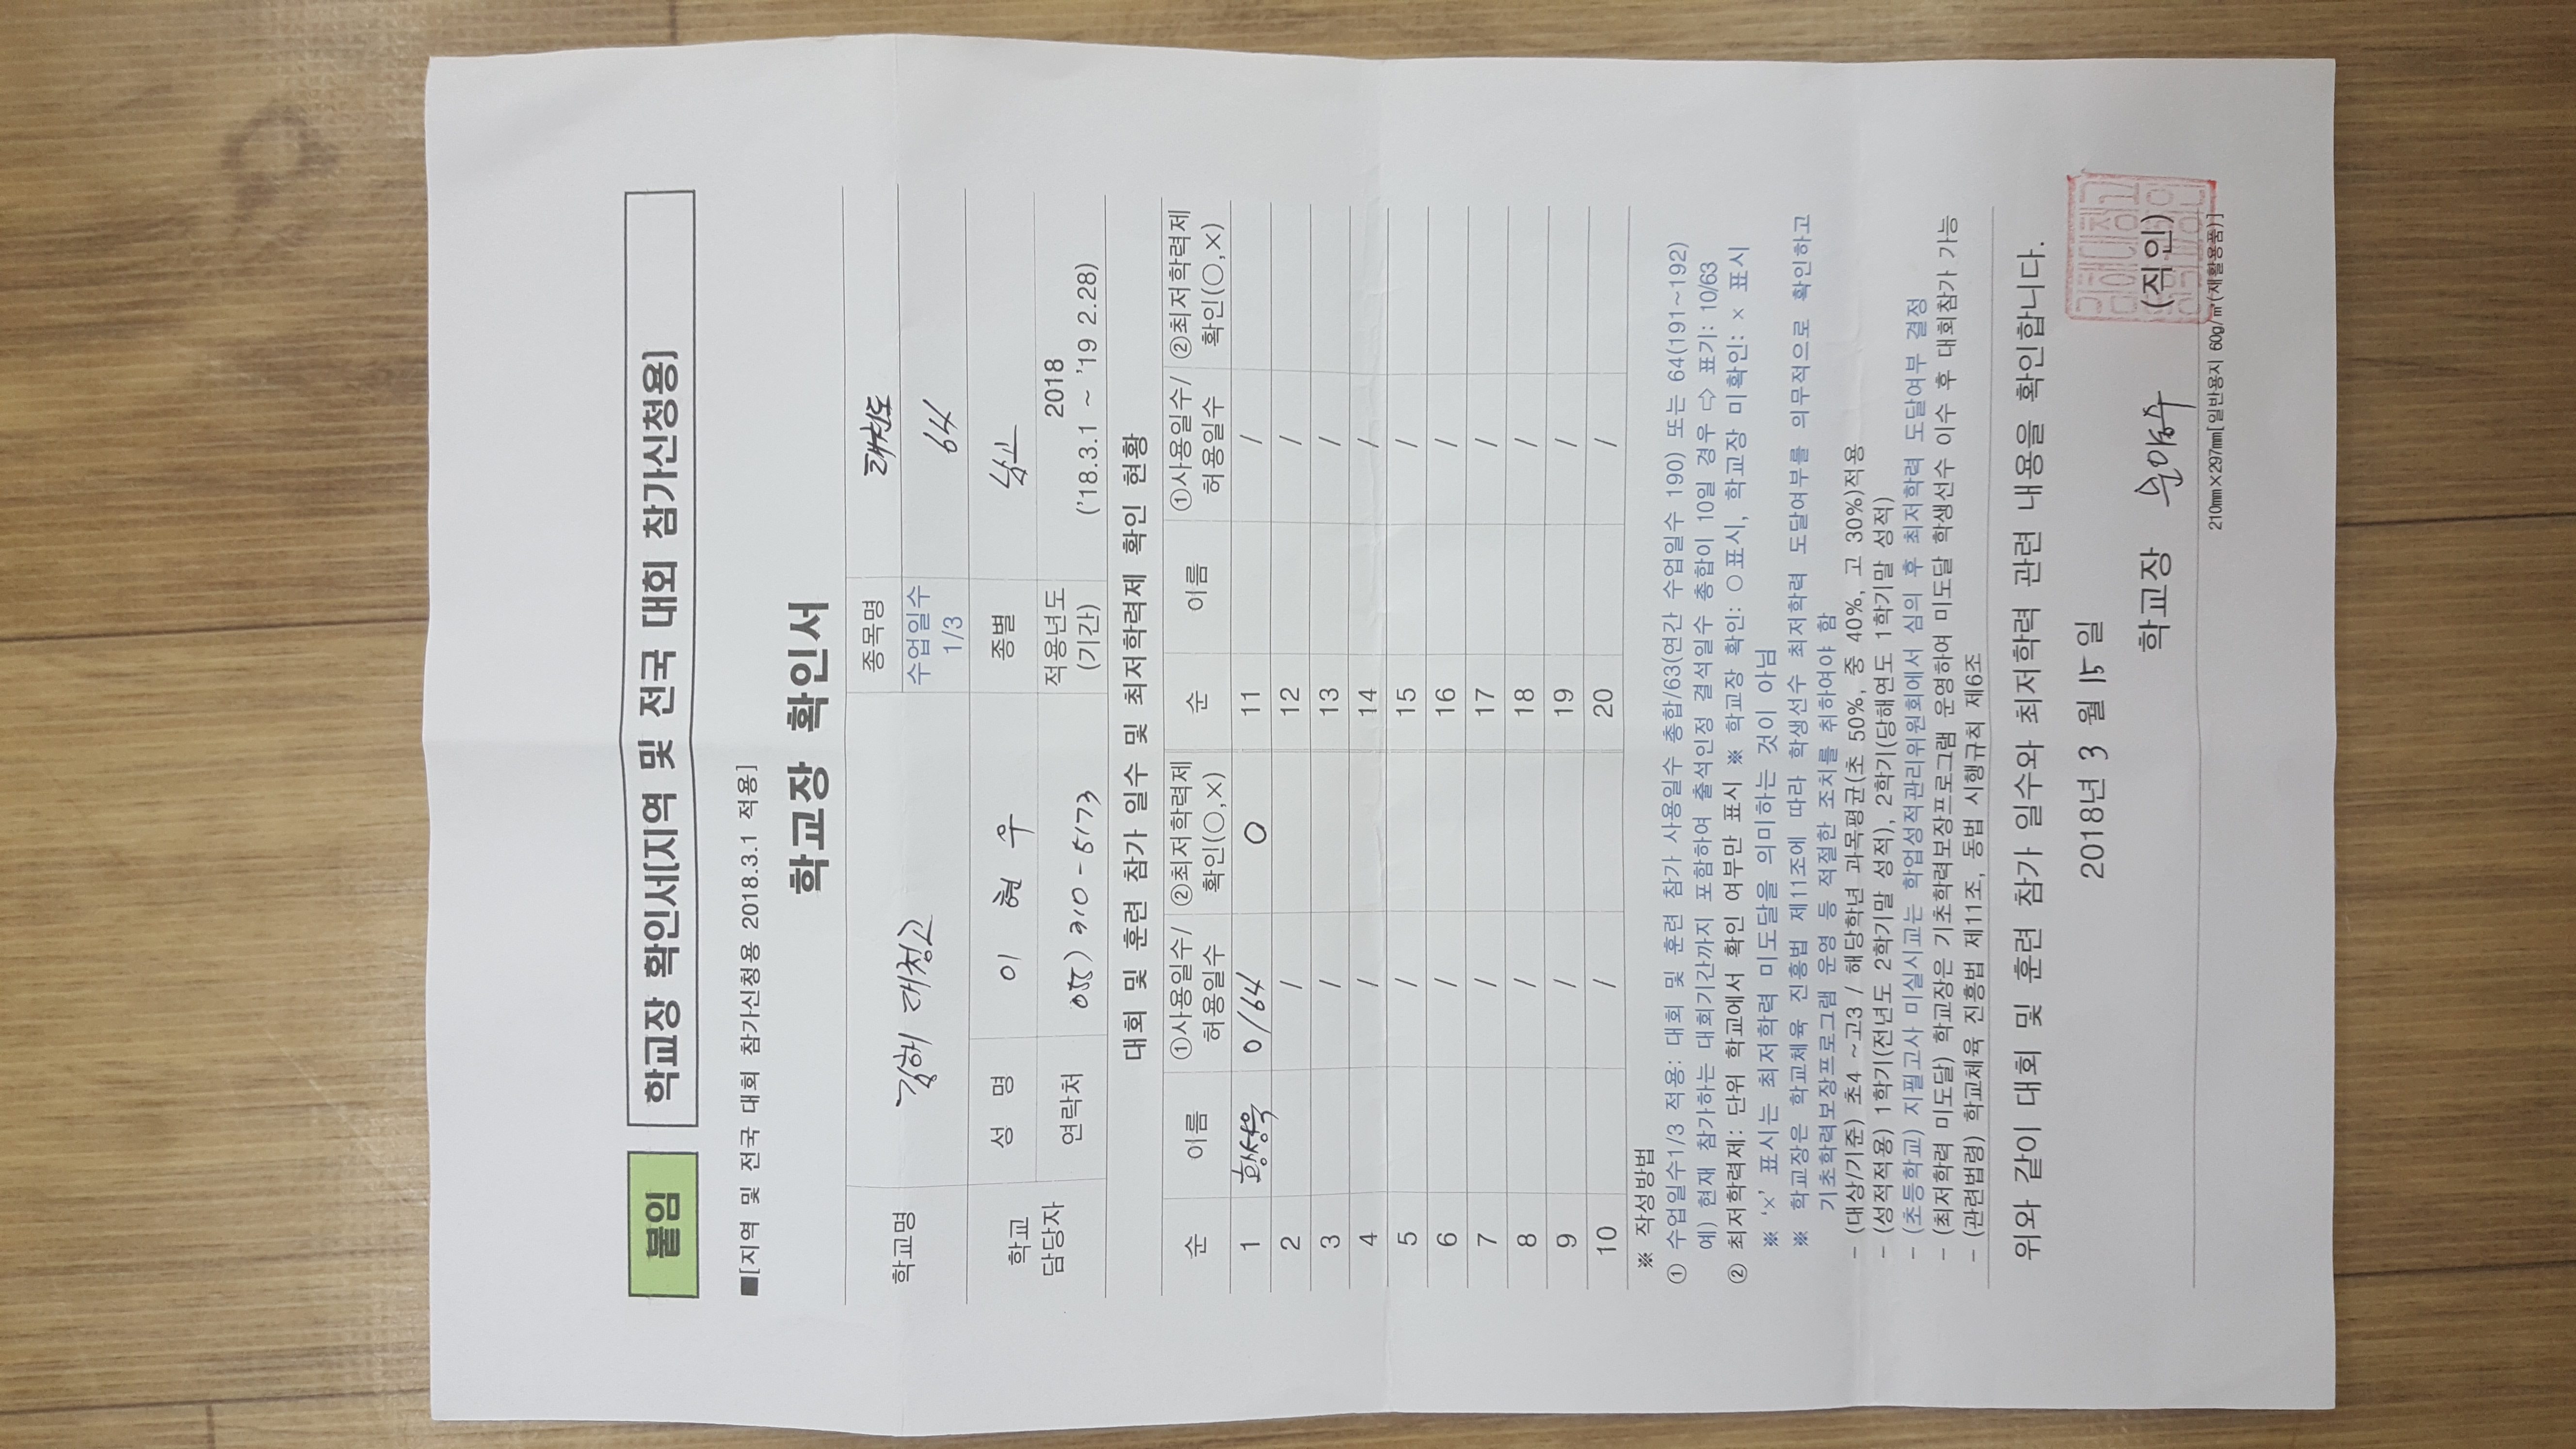 붙임 학교장 확인서[지역 및 전국 대회 참가신청용]
■[지역 및 전국 대회 참가신청용 2018.3.1 적용]
학교장 확인서
학교명 김해 대청고 종목명 태권도
수업일수 1/3 64
학교 담당자 성 명 이 현 우 종별 남고
연락처 055) 310-5173 적용년도 (기간) 2018 ('18.3.1 ~ '19 2.28)
대회 및 훈련 참가 일수 및 최저학력제 확인 현황
순 이름 ①사용일수/허용일수 ②최저학력제 확인(○,×) 순 이름 ①사용일수/허용일수 ②최저학력제 확인(○,×)
1 황성욱 0/64 O 11 /
2 / 12 /
3 / 13 /
4 / 14 /
5 / 15 /
6 / 16 /
7 / 17 /
8 / 18 /
9 / 19 /
10 / 20 /
※ 작성방법
① 수업일수1/3 적용: 대회 및 훈련 참가 사용일수 총합/63(연간 수업일수 190) 또는 64(191~192)
예) 현재 참가하는 대회기간까지 포함하여 출석인정 결석일수 총합이 10일 경우 ⇨ 표기: 10/63
② 최저학력제: 단위 학교에서 확인 여부만 표시 ※ 학교장 확인: ○표시, 학교장 미확인: × 표시
※ '×' 표시는 최저학력 미도달을 의미하는 것이 아님
※ 학교장은 학교체육 진흥법 제11조에 따라 학생선수 최저학력 도달여부를 의무적으로 확인하고
기초학력보장프로그램 운영 등 적절한 조치를 취하여야 함
- (대상/기준) 초4 ~고3 / 해당학년 과목평균(초 50%, 중 40%, 고 30%)적용
- (성적적용) 1학기(전년도 2학기말 성적), 2학기(당해연도 1학기말 성적)
- (초등학교) 지필고사 미실시교는 학업성적관리위원회에서 심의 후 최저학력 도달여부 결정
- (최저학력 미도달) 학교장은 기초학력보장프로그램 운영하여 미도달 학생선수 이수 후 대회참가 가능
- (관련법령) 학교체육 진흥법 제11조, 동법 시행규칙 제6조
위와 같이 대회 및 훈련 참가 일수와 최저학력 관련 내용을 확인합니다.
2018년 3 월 15 일
학교장 (직인)
210㎜×297㎜[일반용지 60g/㎡(재활용품)]